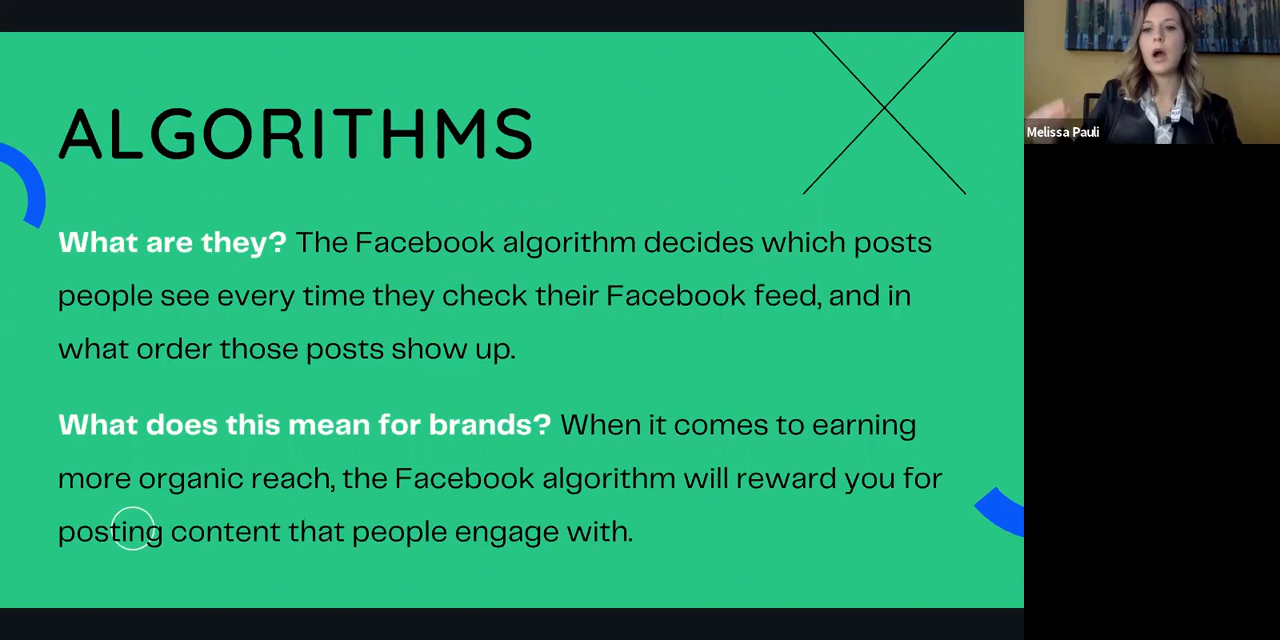 ALGORITHMS
What are they? The Facebook algorithm decides which posts
people see every time they check their Facebook feed, and in
what order those posts show up.
What does this mean for brands? When it comes to earning
more organic reach, the Facebook algorithm will reward you for
posting content that people engage with.
Melissa Pauli